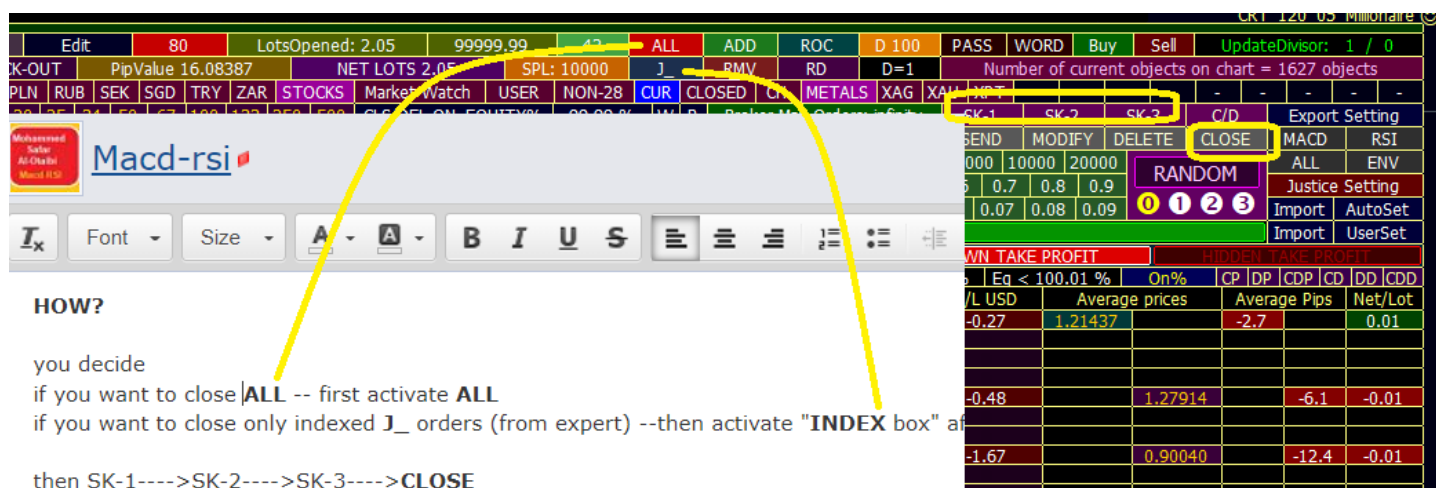 CRT 120 05 Millionaire
Edit 80 LotsOpened: 2.05 99999.99 ALL ADD ROC D 100 PASS WORD Buy Sell UpdateDivisor: 1 / 0
K-OUT PipValue 16.08387 NET LOTS 2.05 SPL: 10000 J_ RMV RD D=1 Number of current objects on chart = 1627 objects
PLN RUB SEK SGD TRY ZAR STOCKS Market Watch USER NON-28 CUR CLOSED METALS XAG XAU XPT - - - - -
SK-1 SK-2 SK-3 C/D Export Setting
SEND MODIFY DELETE CLOSE MACD RSI
Mohammed
Safar
Al-Otaibi
Macd RSI
Macd-rsi
000 10000 20000 RANDOM ALL ENV
0.7 0.8 0.9 Justice Setting
0.07 0.08 0.09 0 1 2 3 Import AutoSet
Import UserSet
Font Size A A B I U S
WN TAKE PROFIT HIDDEN TAKE PROFIT
Eq < 100.01 % On% CP DP CDP CD DD CDD
/L USD Average prices Average Pips Net/Lot
-0.27 1.21437 -2.7 0.01
-0.48 1.27914 -6.1 -0.01
-1.67 0.90040 -12.4 -0.01
HOW?
you decide
if you want to close ALL -- first activate ALL
if you want to close only indexed J_ orders (from expert) --then activate "INDEX box" af
then SK-1---->SK-2---->SK-3---->CLOSE